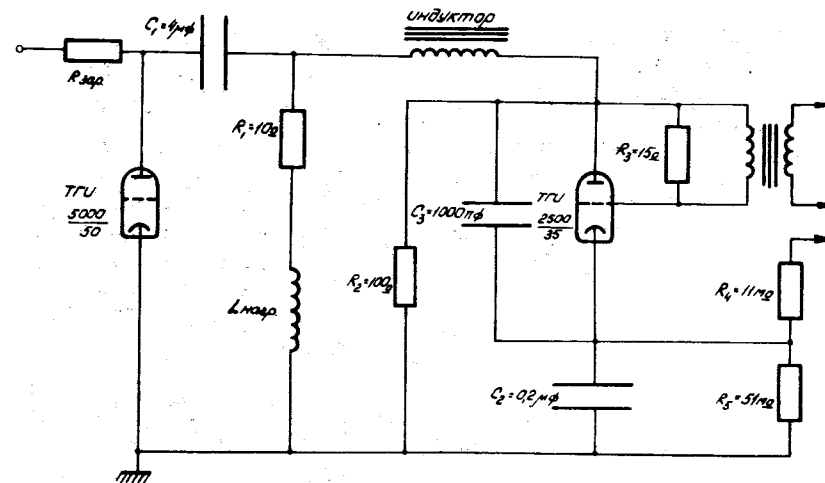 C₁=4мф
индуктор
Rзар.
R₁=10Ω
R₃=15Ω
ТГИ
5000
50
C₃=1000пф
ТГИ
2500
35
R₂=100Ω
Lнагр.
R₄=11мΩ
C₂=0,2мф
R₅=51мΩ